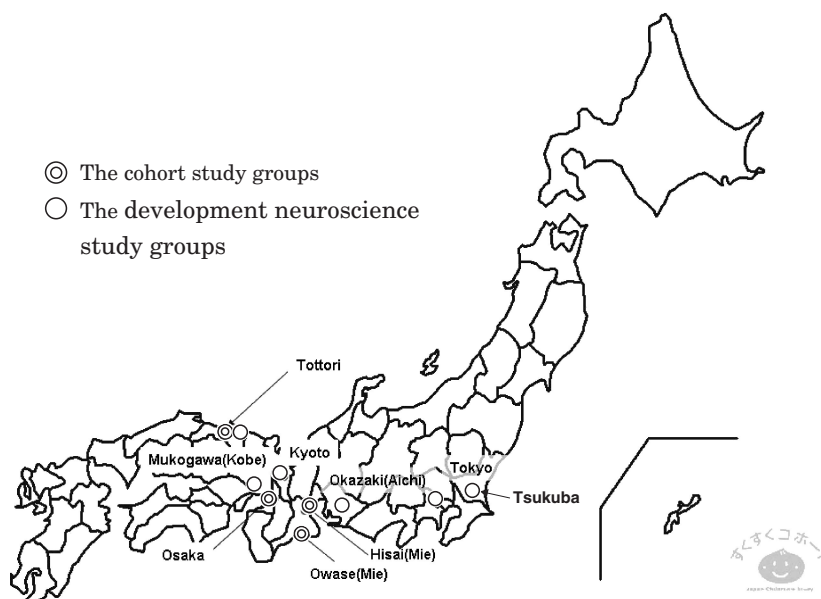 The cohort study groups
The development neuroscience
study groups
Tottori
Kyoto
Mukogawa(Kobe)
Okazaki(Aichi)
Tokyo
Tsukuba
Osaka
Hisai(Mie)
Owase(Mie)
すくすくコホート
Japan Children's Study